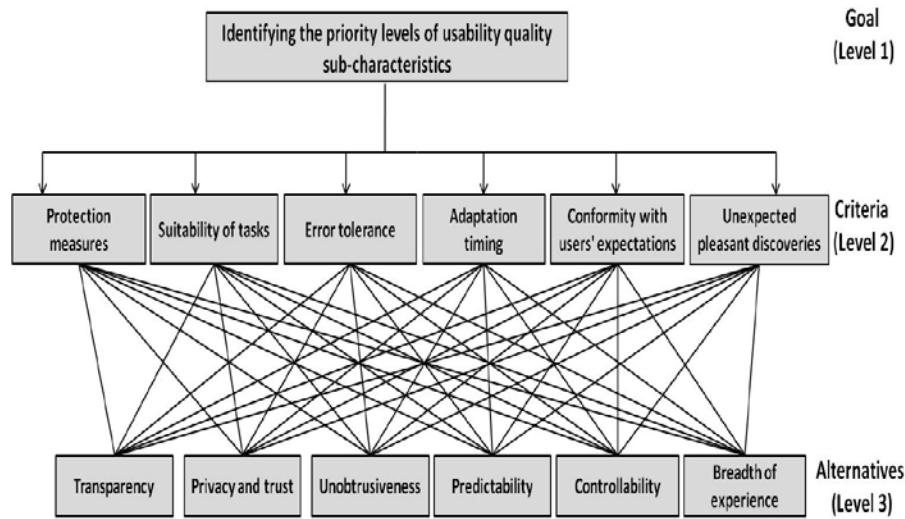 Identifying the priority levels of usability quality
sub-characteristics
Goal
(Level 1)
Protection
measures
Suitability of tasks
Error tolerance
Adaptation
timing
Conformity with
users' expectations
Unexpected
pleasant discoveries
Criteria
(Level 2)
Transparency
Privacy and trust
Unobtrusiveness
Predictability
Controllability
Breadth of
experience
Alternatives
(Level 3)